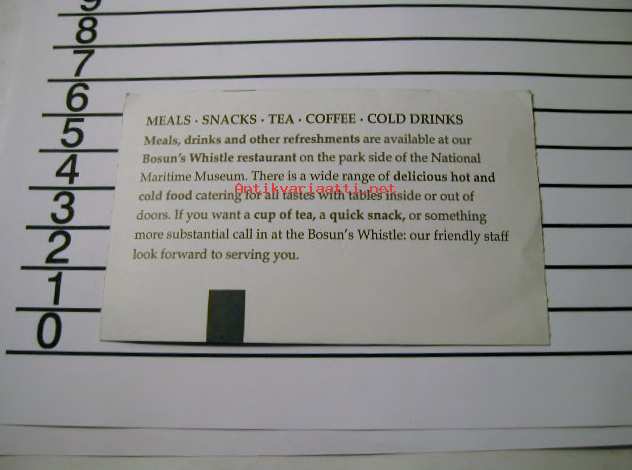 9
8
7
6
5
4
3
2
1
0
MEALS · SNACKS · TEA · COFFEE · COLD DRINKS
Meals, drinks and other refreshments are available at our
Bosun's Whistle restaurant on the park side of the National
Maritime Museum. There is a wide range of delicious hot and
Antikvariaatti.net
cold food catering for all tastes with tables inside or out of
doors. If you want a cup of tea, a quick snack, or something
more substantial call in at the Bosun's Whistle: our friendly staff
look forward to serving you.